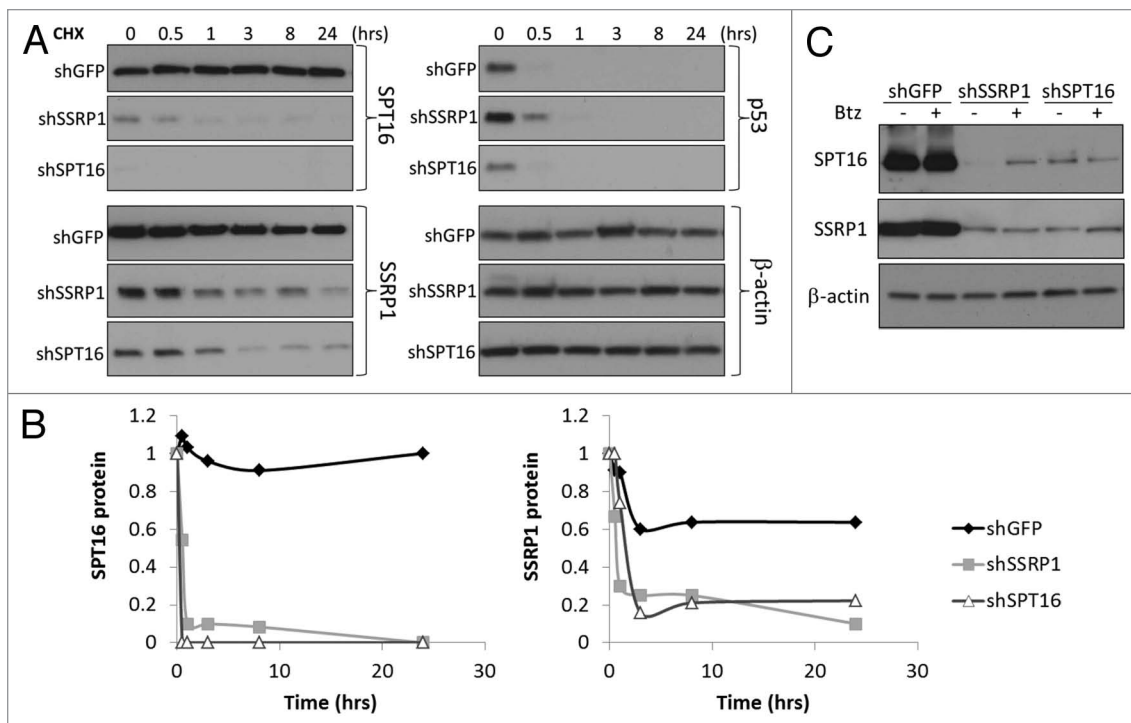 A
CHX 0 0.5 1 3 8 24 (hrs)
shGFP
shSSRP1
shSPT16
SPT16
shGFP
shSSRP1
shSPT16
SSRP1
0 0.5 1 3 8 24 (hrs)
shGFP
shSSRP1
shSPT16
p53
shGFP
shSSRP1
shSPT16
β-actin
C
shGFP shSSRP1 shSPT16
Btz - + - + - +
SPT16
SSRP1
β-actin
B
SPT16 protein
1.2
1
0.8
0.6
0.4
0.2
0
0 10 20 30
Time (hrs)
SSRP1 protein
1.2
1
0.8
0.6
0.4
0.2
0
0 10 20 30
Time (hrs)
shGFP
shSSRP1
shSPT16